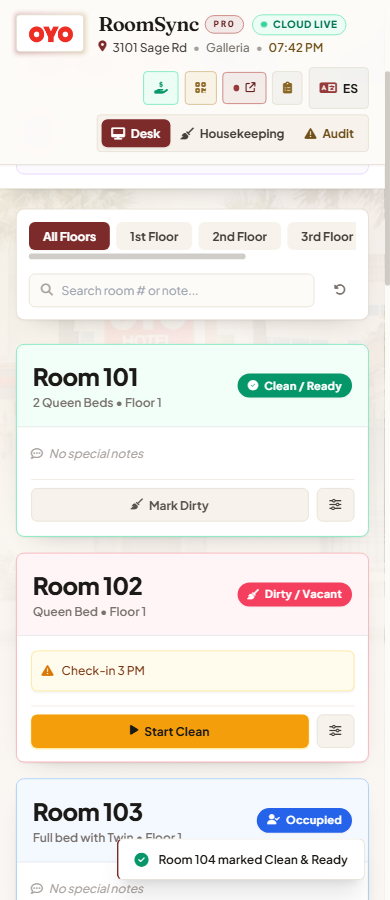 OYO
RoomSync PRO CLOUD LIVE
3101 Sage Rd • Galleria • 07:42 PM
ES
Desk Housekeeping Audit
All Floors 1st Floor 2nd Floor 3rd Floor
Search room # or note...
HOTEL
Room 101
Clean / Ready
2 Queen Beds • Floor 1
No special notes
Mark Dirty
Room 102
Dirty / Vacant
Queen Bed • Floor 1
Check-in 3 PM
Start Clean
Room 103
Occupied
Full bed with Twin • Floor 1
Room 104 marked Clean & Ready
No special notes